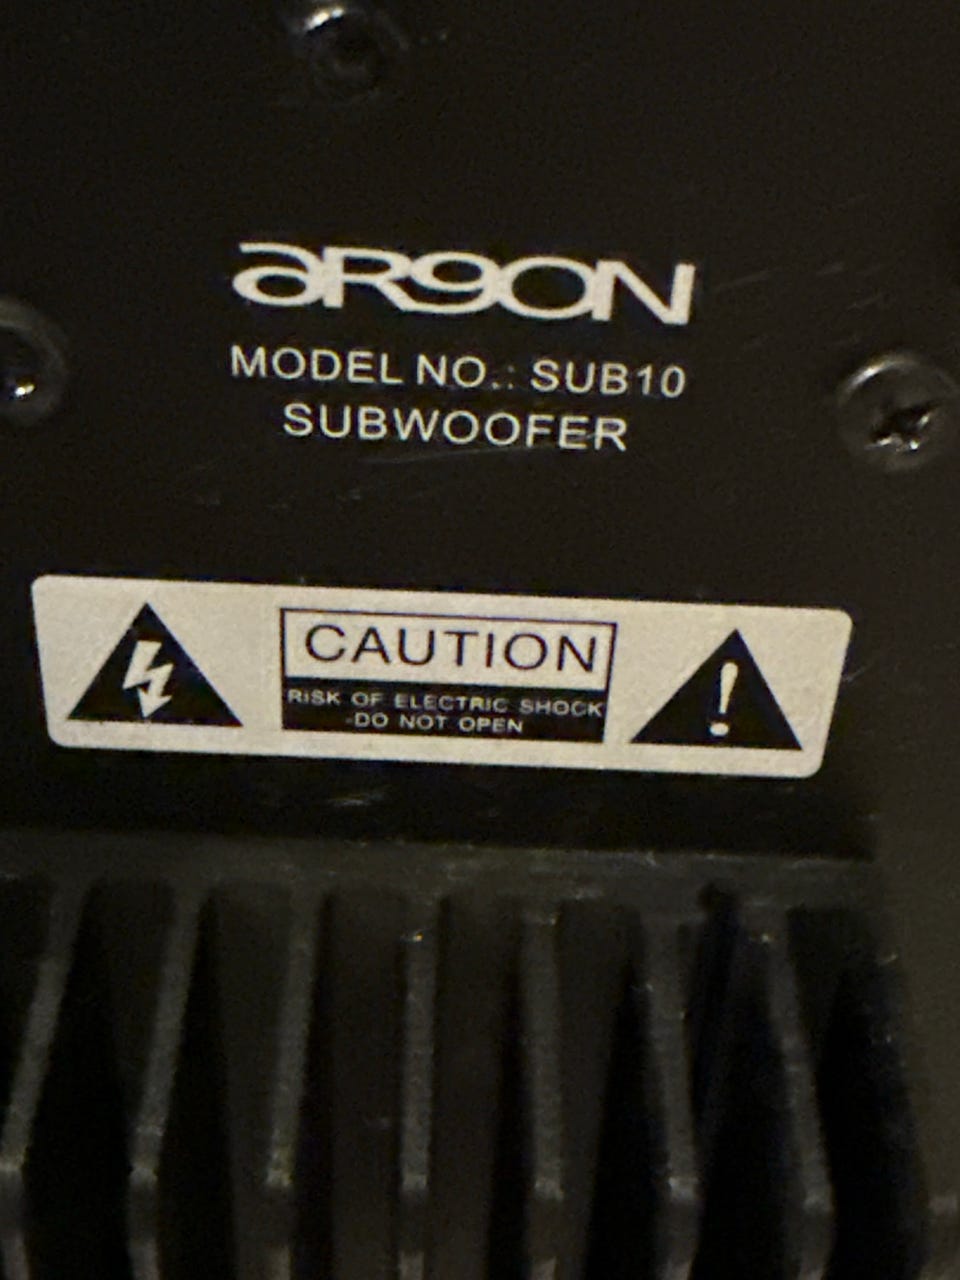 aRgON
MODEL NO.: SUB10
SUBWOOFER
CAUTION
RISK OF ELECTRIC SHOCK
DO NOT OPEN
!